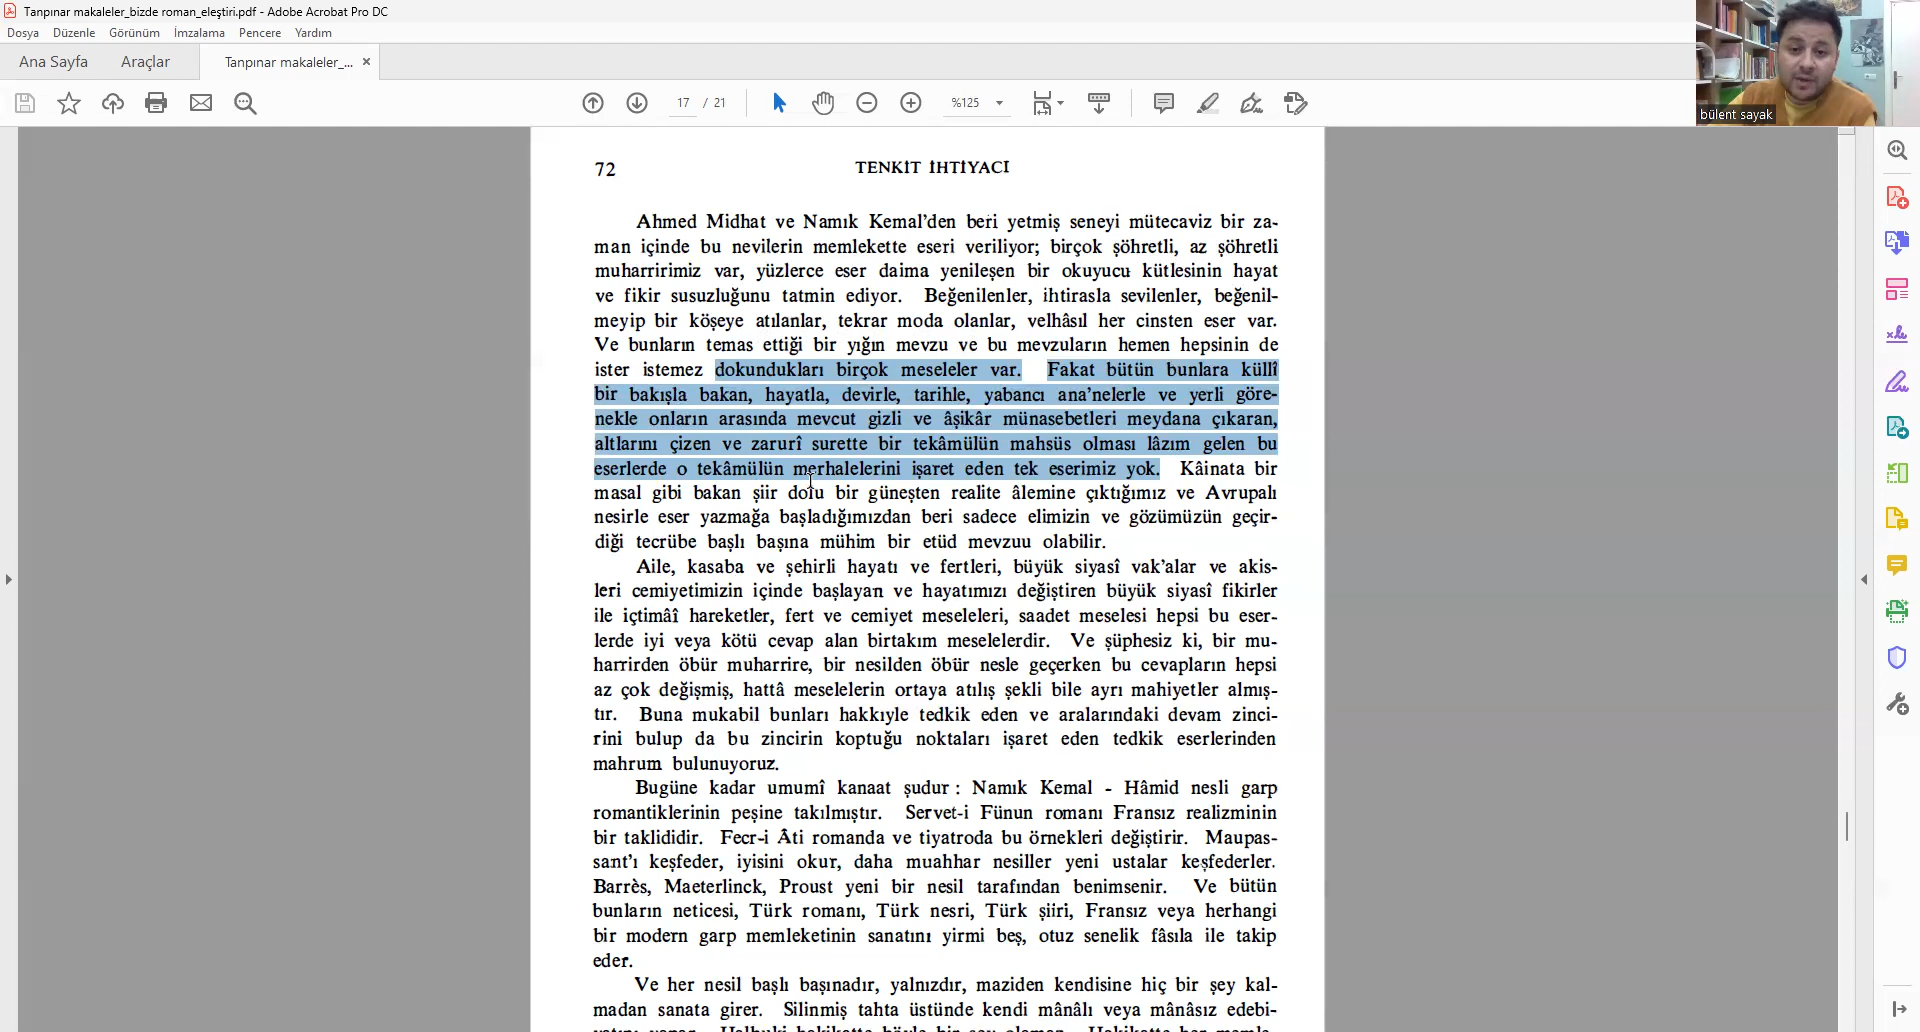 Tanpınar makaleler_bizde roman_eleştiri.pdf - Adobe Acrobat Pro DC
Dosya Düzenle Görünüm İmzalama Pencere Yardım
Ana Sayfa Araçlar Tanpınar makaleler_... ×
17 / 21 %125
bülent sayak
72 TENKİT İHTİYACI
Ahmed Midhat ve Namık Kemal'den beri yetmiş seneyi mütecaviz bir za-
man içinde bu nevilerin memlekette eseri veriliyor; birçok şöhretli, az şöhretli
muharririmiz var, yüzlerce eser daima yenileşen bir okuyucu kütlesinin hayat
ve fikir susuzluğunu tatmin ediyor. Beğenilenler, ihtirasla sevilenler, beğenil-
meyip bir köşeye atılanlar, tekrar moda olanlar, velhâsıl her cinsten eser var.
Ve bunların temas ettiği bir yığın mevzu ve bu mevzuların hemen hepsinin de
ister istemez dokundukları birçok meseleler var. Fakat bütün bunlara küllî
bir bakışla bakan, hayatla, devirle, tarihle, yabancı ana'nelerle ve yerli göre-
nekle onların arasında mevcut gizli ve âşikâr münasebetleri meydana çıkaran,
altlarını çizen ve zarurî surette bir tekâmülün mahsüs olması lâzım gelen bu
eserlerde o tekâmülün merhalelerini işaret eden tek eserimiz yok. Kâinata bir
masal gibi bakan şiir dolu bir güneşten realite âlemine çıktığımız ve Avrupalı
nesirle eser yazmağa başladığımızdan beri sadece elimizin ve gözümüzün geçir-
diği tecrübe başlı başına mühim bir etüd mevzuu olabilir.
Aile, kasaba ve şehirli hayatı ve fertleri, büyük siyasî vak'alar ve akis-
leri cemiyetimizin içinde başlayan ve hayatımızı değiştiren büyük siyasî fikirler
ile içtimâî hareketler, fert ve cemiyet meseleleri, saadet meselesi hepsi bu eser-
lerde iyi veya kötü cevap alan birtakım meselelerdir. Ve şüphesiz ki, bir mu-
harrirden öbür muharrire, bir nesilden öbür nesle geçerken bu cevapların hepsi
az çok değişmiş, hattâ meselelerin ortaya atılış şekli bile ayrı mahiyetler almış-
tır. Buna mukabil bunları hakkıyle tedkik eden ve aralarındaki devam zinci-
rini bulup da bu zincirin koptuğu noktaları işaret eden tedkik eserlerinden
mahrum bulunuyoruz.
Bugüne kadar umumî kanaat şudur : Namık Kemal - Hâmid nesli garp
romantiklerinin peşine takılmıştır. Servet-i Fünun romanı Fransız realizminin
bir taklididir. Fecr-i Âti romanda ve tiyatroda bu örnekleri değiştirir. Maupas-
sant'ı keşfeder, iyisini okur, daha muahhar nesiller yeni ustalar keşfederler.
Barrès, Maeterlinck, Proust yeni bir nesil tarafından benimsenir. Ve bütün
bunların neticesi, Türk romanı, Türk nesri, Türk şiiri, Fransız veya herhangi
bir modern garp memleketinin sanatını yirmi beş, otuz senelik fâsıla ile takip
eder.
Ve her nesil başlı başınadır, yalnızdır, maziden kendisine hiç bir şey kal-
madan sanata girer. Silinmiş tahta üstünde kendi mânâlı veya mânâsız edebi-